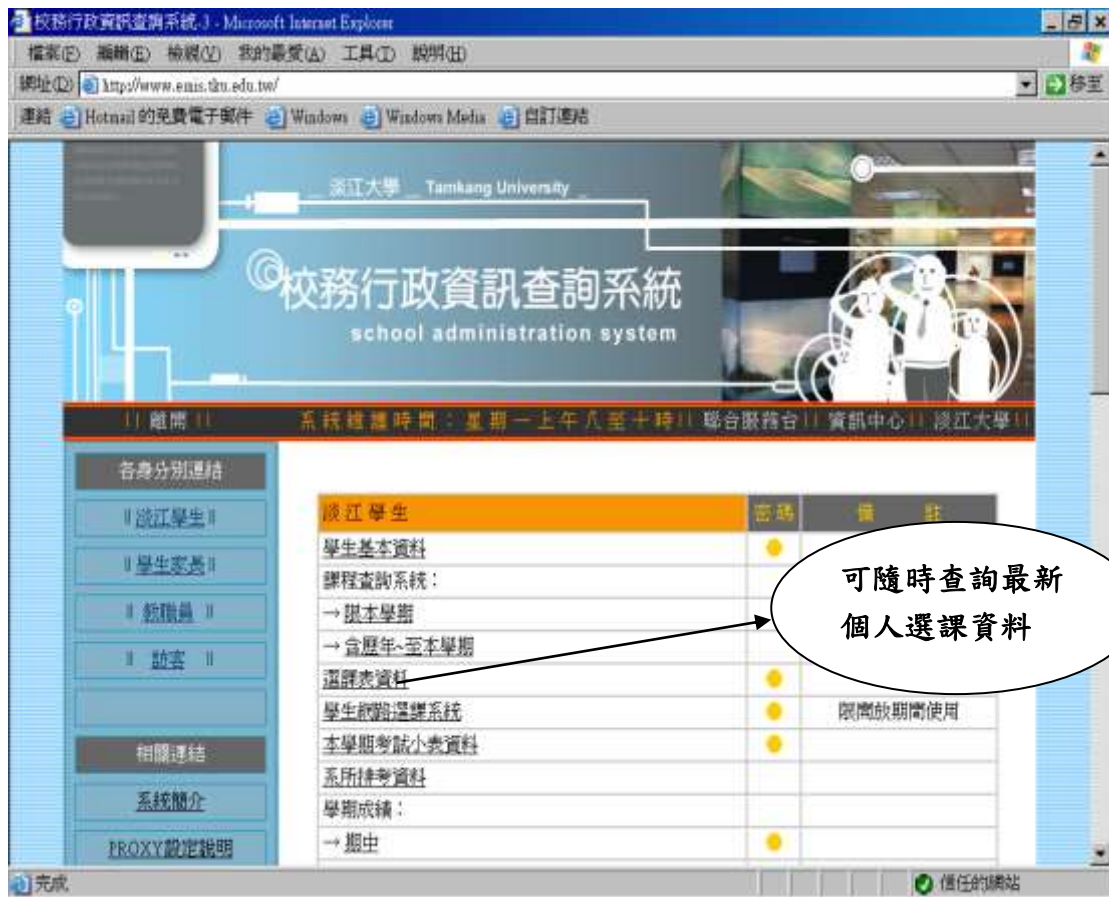 校務行政資訊查詢系統-3 - Microsoft Internet Explorer
檔案(F) 編輯(E) 檢視(V) 我的最愛(A) 工具(T) 說明(H)
網址(D) http://www.emis.tku.edu.tw/ 移至
連結 Hotmail 的免費電子郵件 Windows Windows Media 自訂連結
淡江大學 _ Tamkang University _
校務行政資訊查詢系統
school administration system
|| 離開 || 系統維護時間：星期一上午八至十時|| 聯合服務台|| 資訊中心|| 淡江大學||
各身分別連結
|| 淡江學生 ||
|| 學生家長 ||
|| 教職員 ||
|| 訪客 ||
相關連結
系統簡介
PROXY設定說明
淡江學生 密碼 備 註
學生基本資料
課程查詢系統：
→ 限本學期
→ 含歷年~至本學期
選課表資料
學生網路選課系統 限開放期間使用
本學期考試小表資料
系所排考資料
學期成績：
→ 期中
可隨時查詢最新
個人選課資料
完成 信任的網站